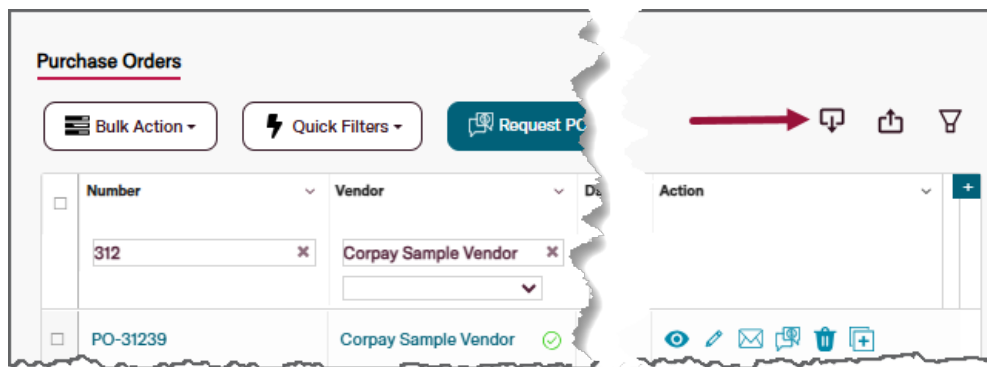 Purchase Orders
Bulk Action Quick Filters Request PO
Number Vendor Action
312 Corpay Sample Vendor
PO-31239 Corpay Sample Vendor